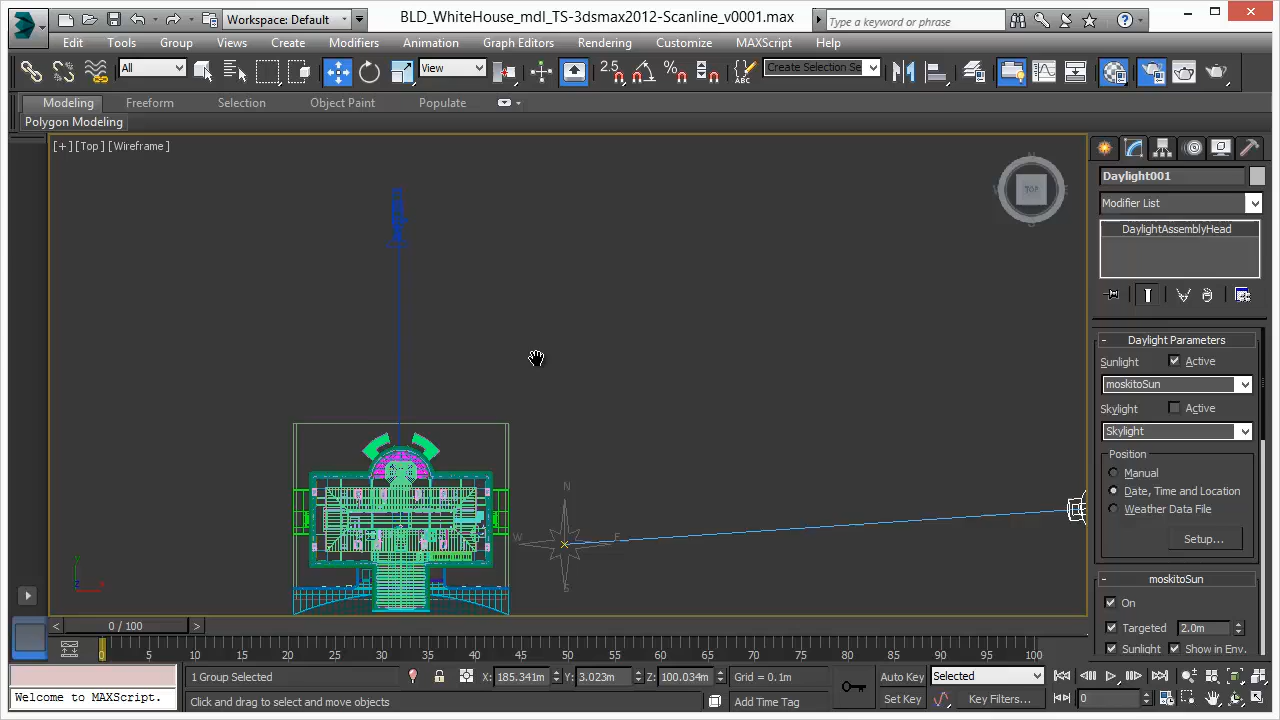 Workspace: Default
BLD_WhiteHouse_mdl_TS-3dsmax2012-Scanline_v0001.max
Type a keyword or phrase
Edit Tools Group Views Create Modifiers Animation Graph Editors Rendering Customize MAXScript Help
All
View
2.5
Create Selection Se
Modeling Freeform Selection Object Paint Populate
Polygon Modeling
[+] [Top] [Wireframe]
TOP
Daylight001
Modifier List
DaylightAssemblyHead
- Daylight Parameters
Sunlight Active
moskitoSun
Skylight Active
Skylight
Position
Manual
Date, Time and Location
Weather Data File
Setup...
- moskitoSun
On
Targeted 2.0m
Sunlight Show in Env.
N
W E
S
< 0 / 100 >
0 5 10 15 20 25 30 35 40 45 50 55 60 65 70 75 80 85 90 95 100
1 Group Selected
X: 185.341m Y: 3.023m Z: 100.034m Grid = 0.1m
Auto Key Selected
Welcome to MAXScript.
Click and drag to select and move objects
Add Time Tag
Set Key Key Filters... 0